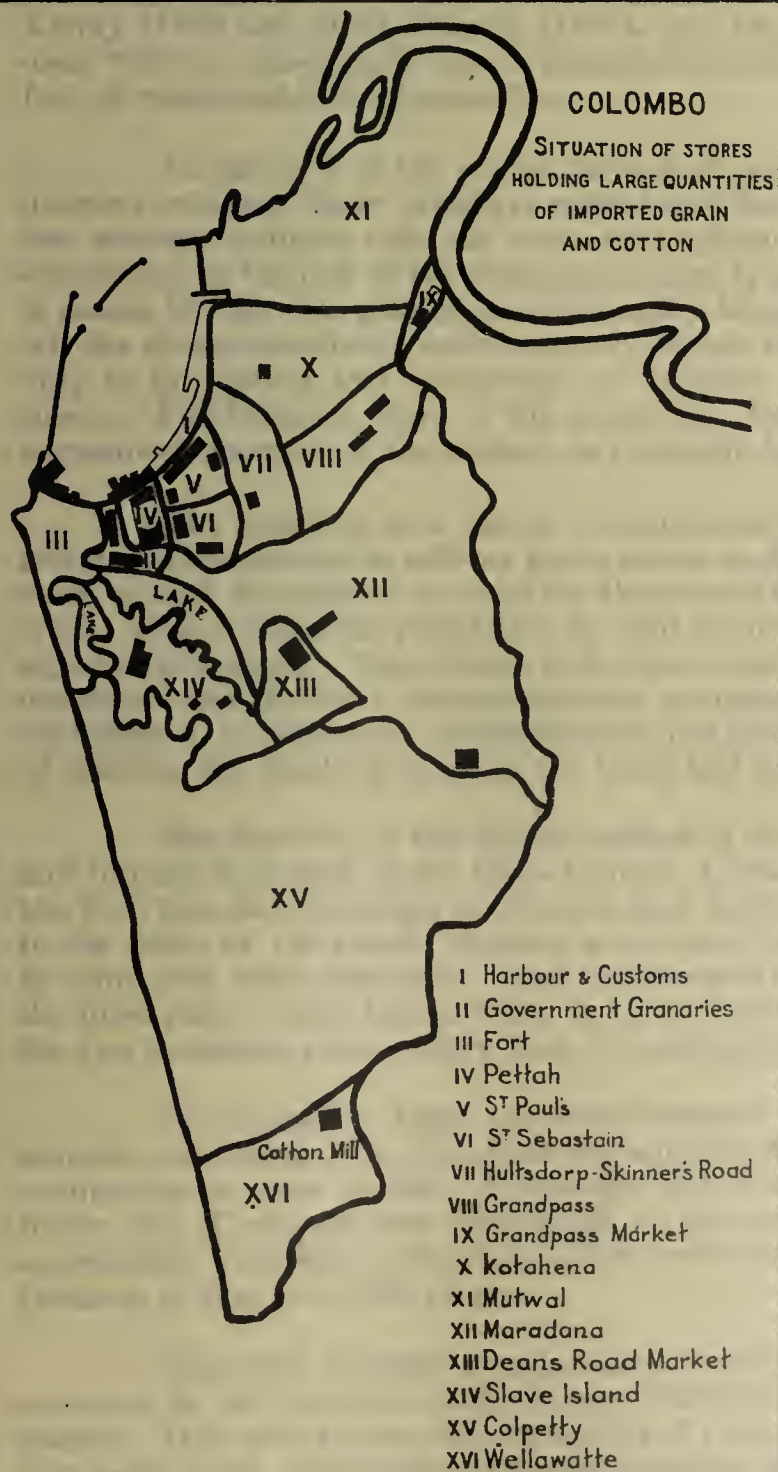 COLOMBO
SITUATION OF STORES
HOLDING LARGE QUANTITIES
OF IMPORTED GRAIN
AND COTTON
XI
IX
X
I
VII
VIII
V
IV
VI
III
II
LAKE
LAKE
XII
XIV
XIII
XV
Cotton Mill
XVI
I Harbour & Customs
II Government Granaries
III Fort
IV Pettah
V ST Paul's
VI ST Sebastain
VII Hultsdorp-Skinner's Road
VIII Grandpass
IX Grandpass Market
X Kotahena
XI Mutwal
XII Maradana
XIII Deans Road Market
XIV Slave Island
XV Colpetty
XVI Wellawatte